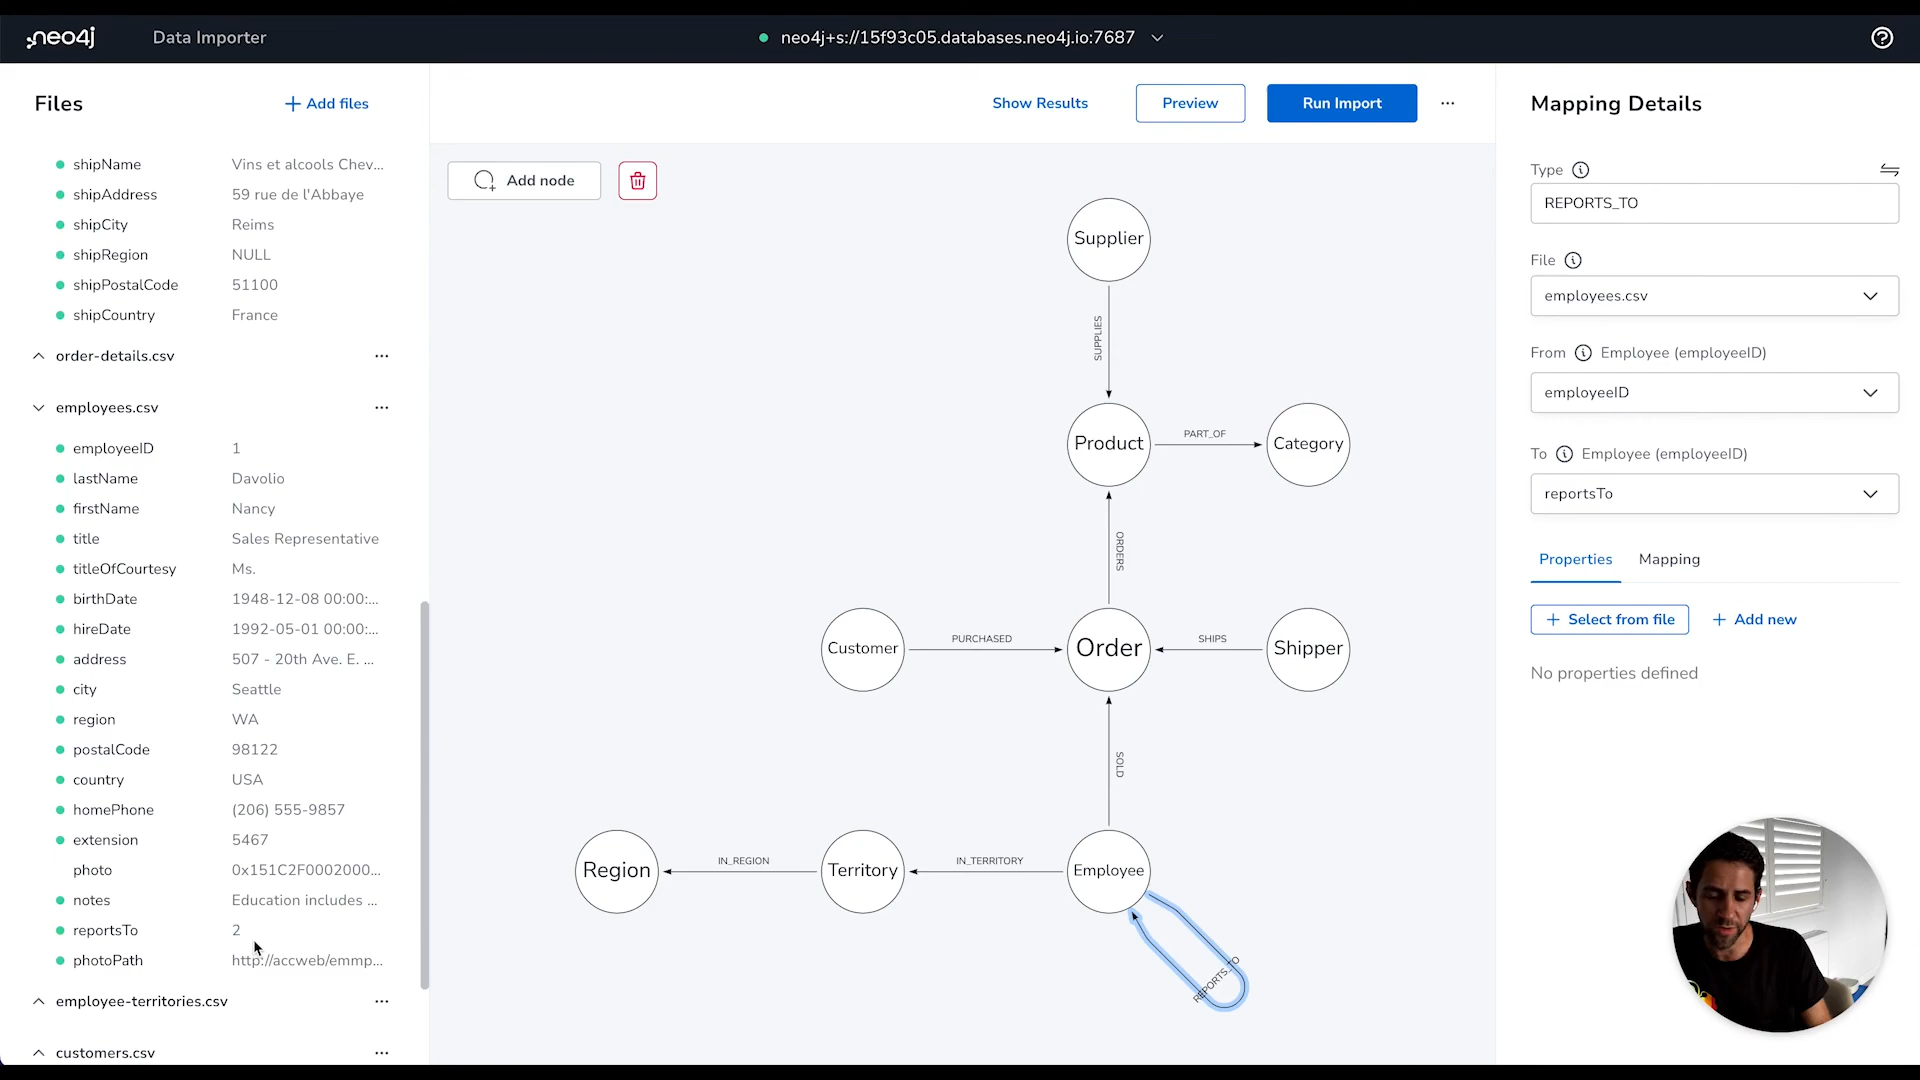 neo4j
Data Importer
neo4j+s://15f93c05.databases.neo4j.io:7687
Files
+ Add files
shipName Vins et alcools Chev...
shipAddress 59 rue de l'Abbaye
shipCity Reims
shipRegion NULL
shipPostalCode 51100
shipCountry France
order-details.csv
employees.csv
employeeID 1
lastName Davolio
firstName Nancy
title Sales Representative
titleOfCourtesy Ms.
birthDate 1948-12-08 00:00:...
hireDate 1992-05-01 00:00:...
address 507 - 20th Ave. E. ...
city Seattle
region WA
postalCode 98122
country USA
homePhone (206) 555-9857
extension 5467
photo 0x151C2F0002000...
notes Education includes ...
reportsTo 2
photoPath http://accweb/emmp...
employee-territories.csv
customers.csv
Show Results
Preview
Run Import
Add node
Supplier
SUPPLIES
Product
PART_OF
Category
ORDERS
Customer
PURCHASED
Order
SHIPS
Shipper
SOLD
Region
IN_REGION
Territory
IN_TERRITORY
Employee
REPORTS_TO
Mapping Details
Type
REPORTS_TO
File
employees.csv
From Employee (employeeID)
employeeID
To Employee (employeeID)
reportsTo
Properties Mapping
+ Select from file + Add new
No properties defined